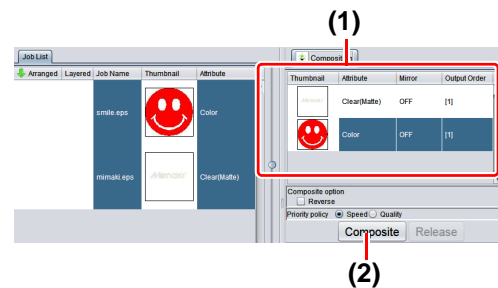 (1)
Job List
Arranged Layered Job Name Thumbnail Attribute
smile.eps Color
mimaki.eps Mimaki Clear(Matte)
Thumbnail Attribute Mirror Output Order
Clear(Matte) OFF [1]
Color OFF [1]
Composite option
Reverse
Priority policy Speed Quality
Composite Release
(2)